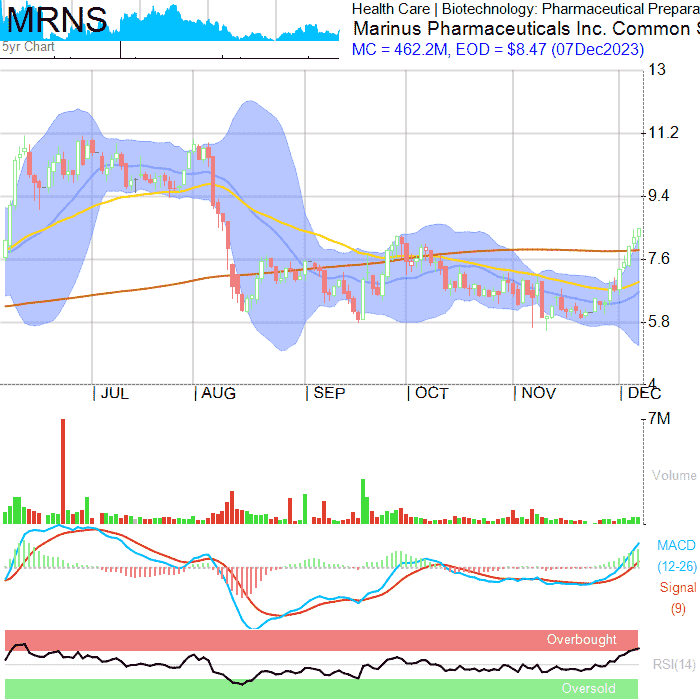 MRNS
5yr Chart
Health Care | Biotechnology: Pharmaceutical Prepara
Marinus Pharmaceuticals Inc. Common S
MC = 462.2M, EOD = $8.47 (07Dec2023)
13
11.2
9.4
7.6
5.8
4
| JUL | AUG | SEP | OCT | NOV | DEC
7M
Volume
MACD
(12-26)
Signal
(9)
Overbought
RSI(14)
Oversold